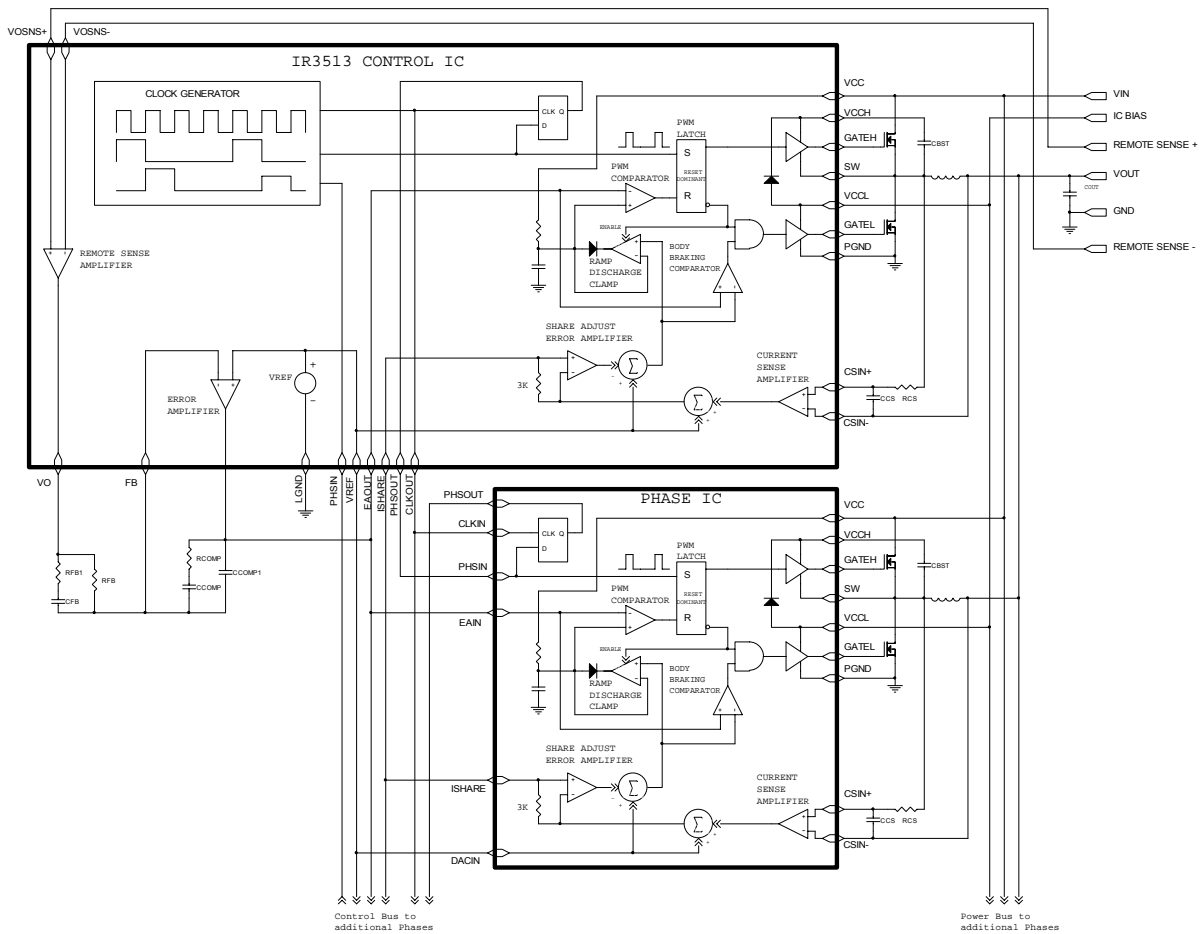 VOSNS+
VOSNS-
IR3513 CONTROL IC
CLOCK GENERATOR
CLK Q
D
PWM
LATCH
S
RESET
DOMINANT
R
PWM
COMPARATOR
-
+
ENABLE
BODY
BRAKING
COMPARATOR
RAMP
DISCHARGE
CLAMP
+
-
+
-
REMOTE SENSE
AMPLIFIER
+
-
SHARE ADJUST
ERROR AMPLIFIER
+
-
3K
Σ
-
+
CURRENT
SENSE
AMPLIFIER
+
-
Σ
+
+
ERROR
AMPLIFIER
-
+
VREF
+
-
VCC
VCCH
GATEH
SW
VCCL
GATEL
PGND
CSIN+
CSIN-
CBST
COUT
CCS
RCS
VIN
IC BIAS
REMOTE SENSE +
VOUT
GND
REMOTE SENSE -
VO
FB
LGND
PHSIN
VREF
EAOUT
ISHARE
PHSOUT
CLKOUT
RFB1
RFB
CFB
RCOMP
CCOMP
CCOMP1
PHASE IC
PHSOUT
CLKIN
PHSIN
EAIN
ISHARE
DACIN
CLK Q
D
PWM
LATCH
S
RESET
DOMINANT
R
PWM
COMPARATOR
-
+
ENABLE
BODY
BRAKING
COMPARATOR
RAMP
DISCHARGE
CLAMP
+
-
+
-
SHARE ADJUST
ERROR AMPLIFIER
+
-
3K
Σ
-
+
CURRENT
SENSE
AMPLIFIER
+
-
Σ
+
+
VCC
VCCH
GATEH
SW
VCCL
GATEL
PGND
CSIN+
CSIN-
CBST
CCS
RCS
Control Bus to
additional Phases
Power Bus to
additional Phases